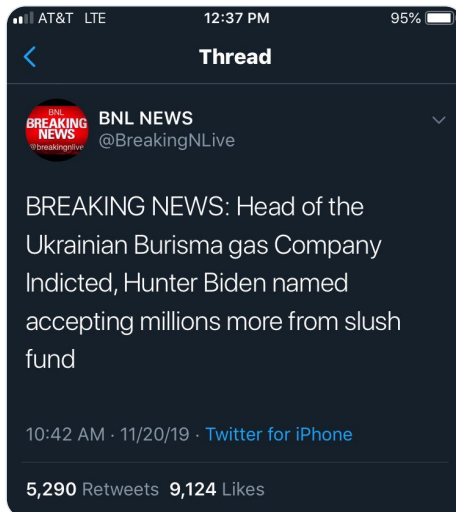 AT&T LTE 12:37 PM 95%
Thread
BNL
BREAKING
NEWS
@breakingnlive
BNL NEWS
@BreakingNLive
BREAKING NEWS: Head of the
Ukrainian Burisma gas Company
Indicted, Hunter Biden named
accepting millions more from slush
fund
10:42 AM · 11/20/19 · Twitter for iPhone
5,290 Retweets 9,124 Likes